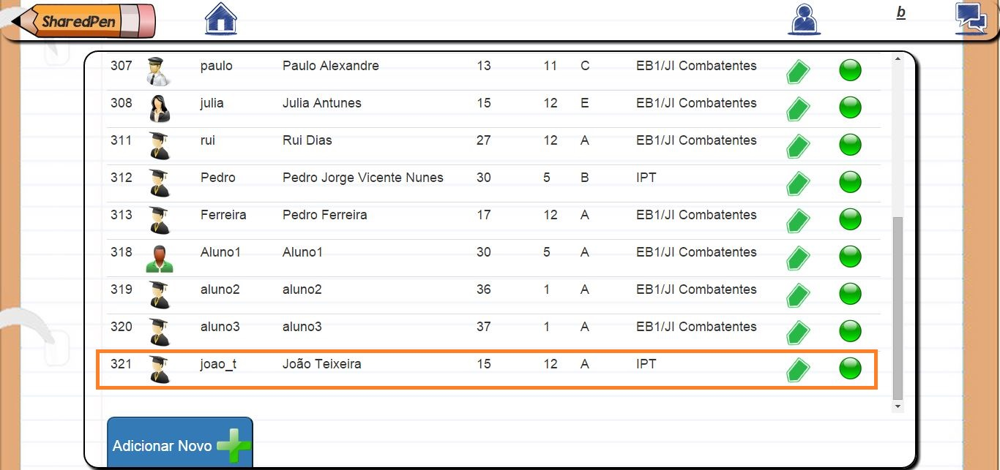 SharedPen b
307 paulo Paulo Alexandre 13 11 C EB1/JI Combatentes
308 julia Julia Antunes 15 12 E EB1/JI Combatentes
311 rui Rui Dias 27 12 A EB1/JI Combatentes
312 Pedro Pedro Jorge Vicente Nunes 30 5 B IPT
313 Ferreira Pedro Ferreira 17 12 A EB1/JI Combatentes
318 Aluno1 Aluno1 30 5 A EB1/JI Combatentes
319 aluno2 aluno2 36 1 A EB1/JI Combatentes
320 aluno3 aluno3 37 1 A EB1/JI Combatentes
321 joao_t João Teixeira 15 12 A IPT
Adicionar Novo